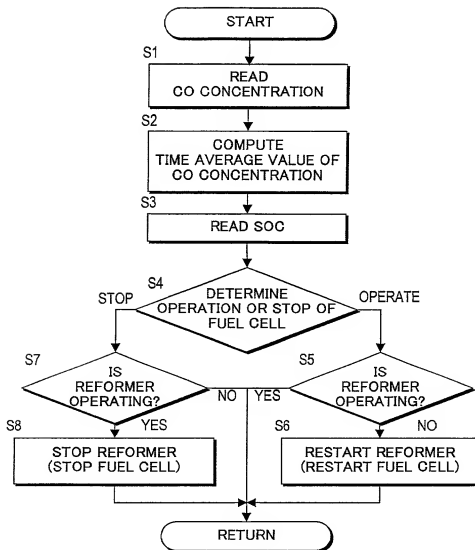 START
S1
READ
CO CONCENTRATION
S2
COMPUTE
TIME AVERAGE VALUE OF
CO CONCENTRATION
S3
READ SOC
S4
DETERMINE
OPERATION OR STOP OF
FUEL CELL
STOP
OPERATE
S7
IS
REFORMER
OPERATING?
NO
YES
S5
IS
REFORMER
OPERATING?
YES
NO
S8
STOP REFORMER
(STOP FUEL CELL)
S6
RESTART REFORMER
(RESTART FUEL CELL)
RETURN